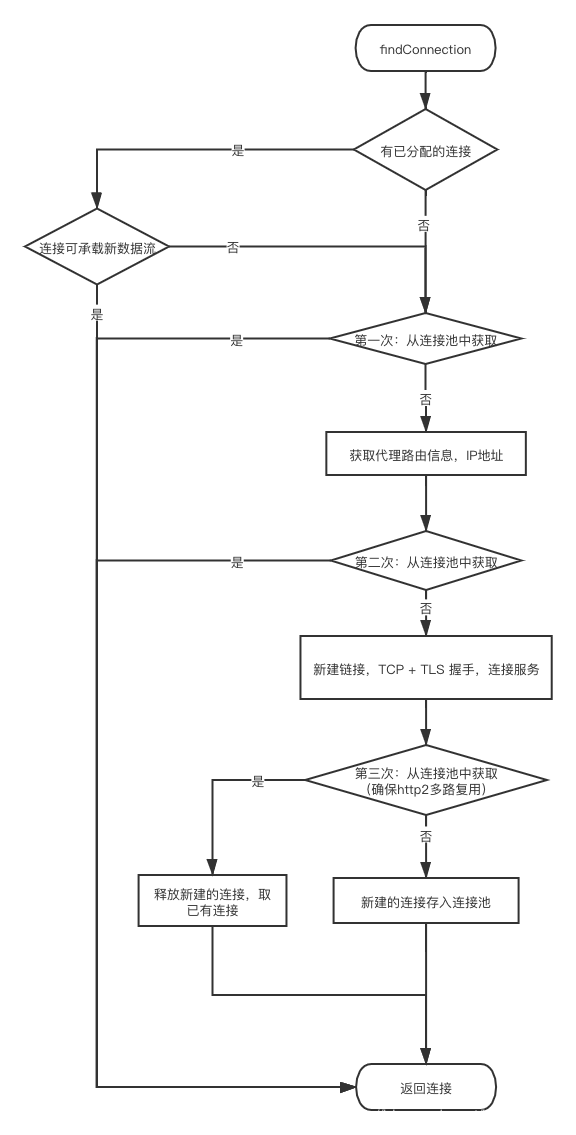 findConnection
有已分配的连接
是
否
连接可承载新数据流
否
是
第一次：从连接池中获取
是
否
获取代理路由信息，IP地址
第二次：从连接池中获取
是
否
新建链接，TCP + TLS 握手，连接服务
第三次：从连接池中获取
（确保http2多路复用）
是
否
释放新建的连接，取
已有连接
新建的连接存入连接池
返回连接